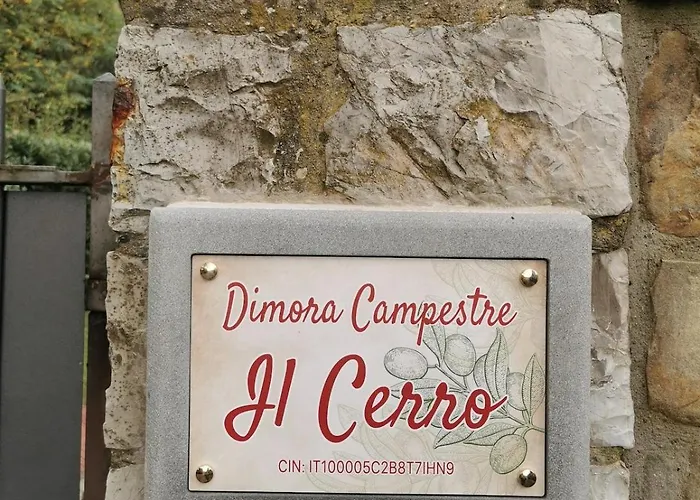 Dimora Campestre
Il Cerro
CIN: IT100005C2B8T7IHN9